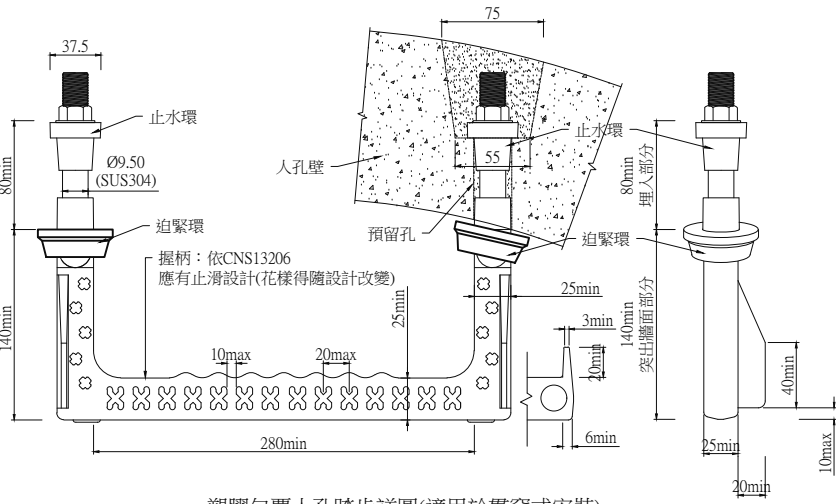 75
37.5
止水環
止水環
80min
Ø9.50
(SUS304)
人孔壁
55
80min
埋入部分
預留孔
迫緊環
迫緊環
握柄：依CNS13206
應有止滑設計(花樣得隨設計改變)
140min
25min
25min
3min
20min
140min
突出牆面部分
10max
20max
40min
280min
6min
25min
20min
10max